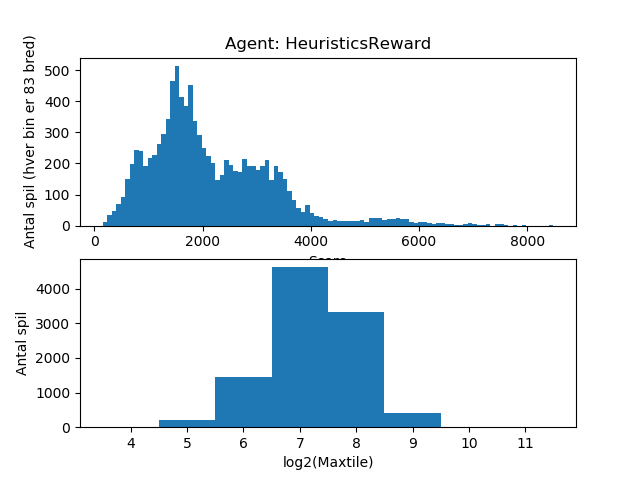 Agent: HeuristicsReward
Antal spil (hver bin er 83 bred)
500
400
300
200
100
0
0 2000 4000 6000 8000
Antal spil
4000
3000
2000
1000
0
4 5 6 7 8 9 10 11
log2(Maxtile)